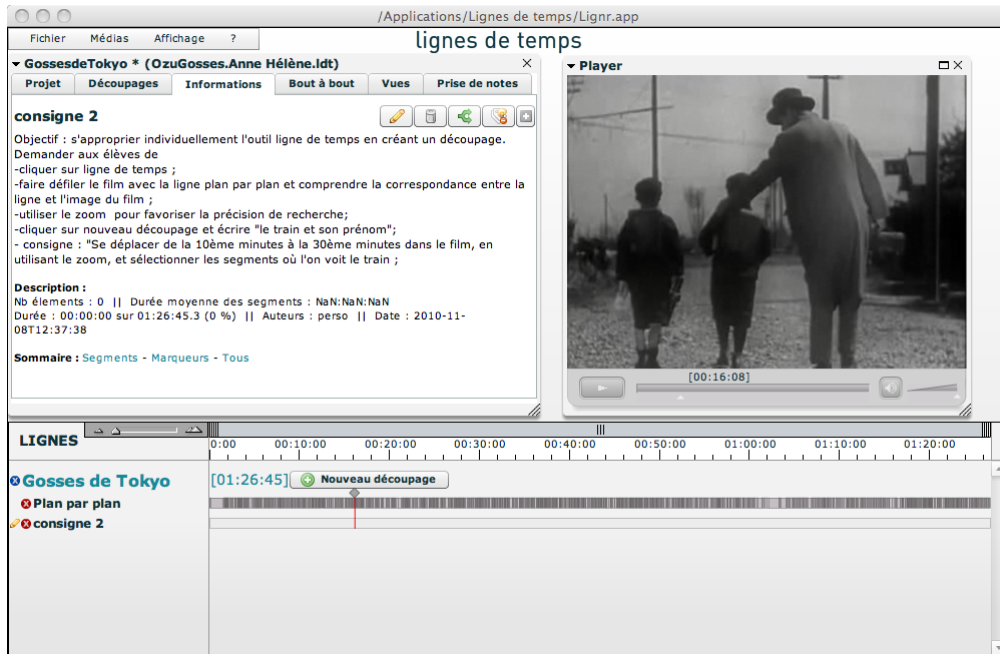 /Applications/Lignes de temps/Lignr.app
Fichier Médias Affichage ?
lignes de temps
GossesdeTokyo * (OzuGosses.Anne Hélène.ldt)
Projet Découpages Informations Bout à bout Vues Prise de notes
consigne 2
Objectif : s'approprier individuellement l'outil ligne de temps en créant un découpage.
Demander aux élèves de
-cliquer sur ligne de temps ;
-faire défiler le film avec la ligne plan par plan et comprendre la correspondance entre la
ligne et l'image du film ;
-utiliser le zoom pour favoriser la précision de recherche;
-cliquer sur nouveau découpage et écrire "le train et son prénom";
- consigne : "Se déplacer de la 10ème minutes à la 30ème minutes dans le film, en
utilisant le zoom, et sélectionner les segments où l'on voit le train ;
Description :
Nb élements : 0 || Durée moyenne des segments : NaN:NaN:NaN
Durée : 00:00:00 sur 01:26:45.3 (0 %) || Auteurs : perso || Date : 2010-11-
08T12:37:38
Sommaire : Segments - Marqueurs - Tous
Player
[00:16:08]
LIGNES
0:00 00:10:00 00:20:00 00:30:00 00:40:00 00:50:00 01:00:00 01:10:00 01:20:00
Gosses de Tokyo [01:26:45] Nouveau découpage
Plan par plan
consigne 2